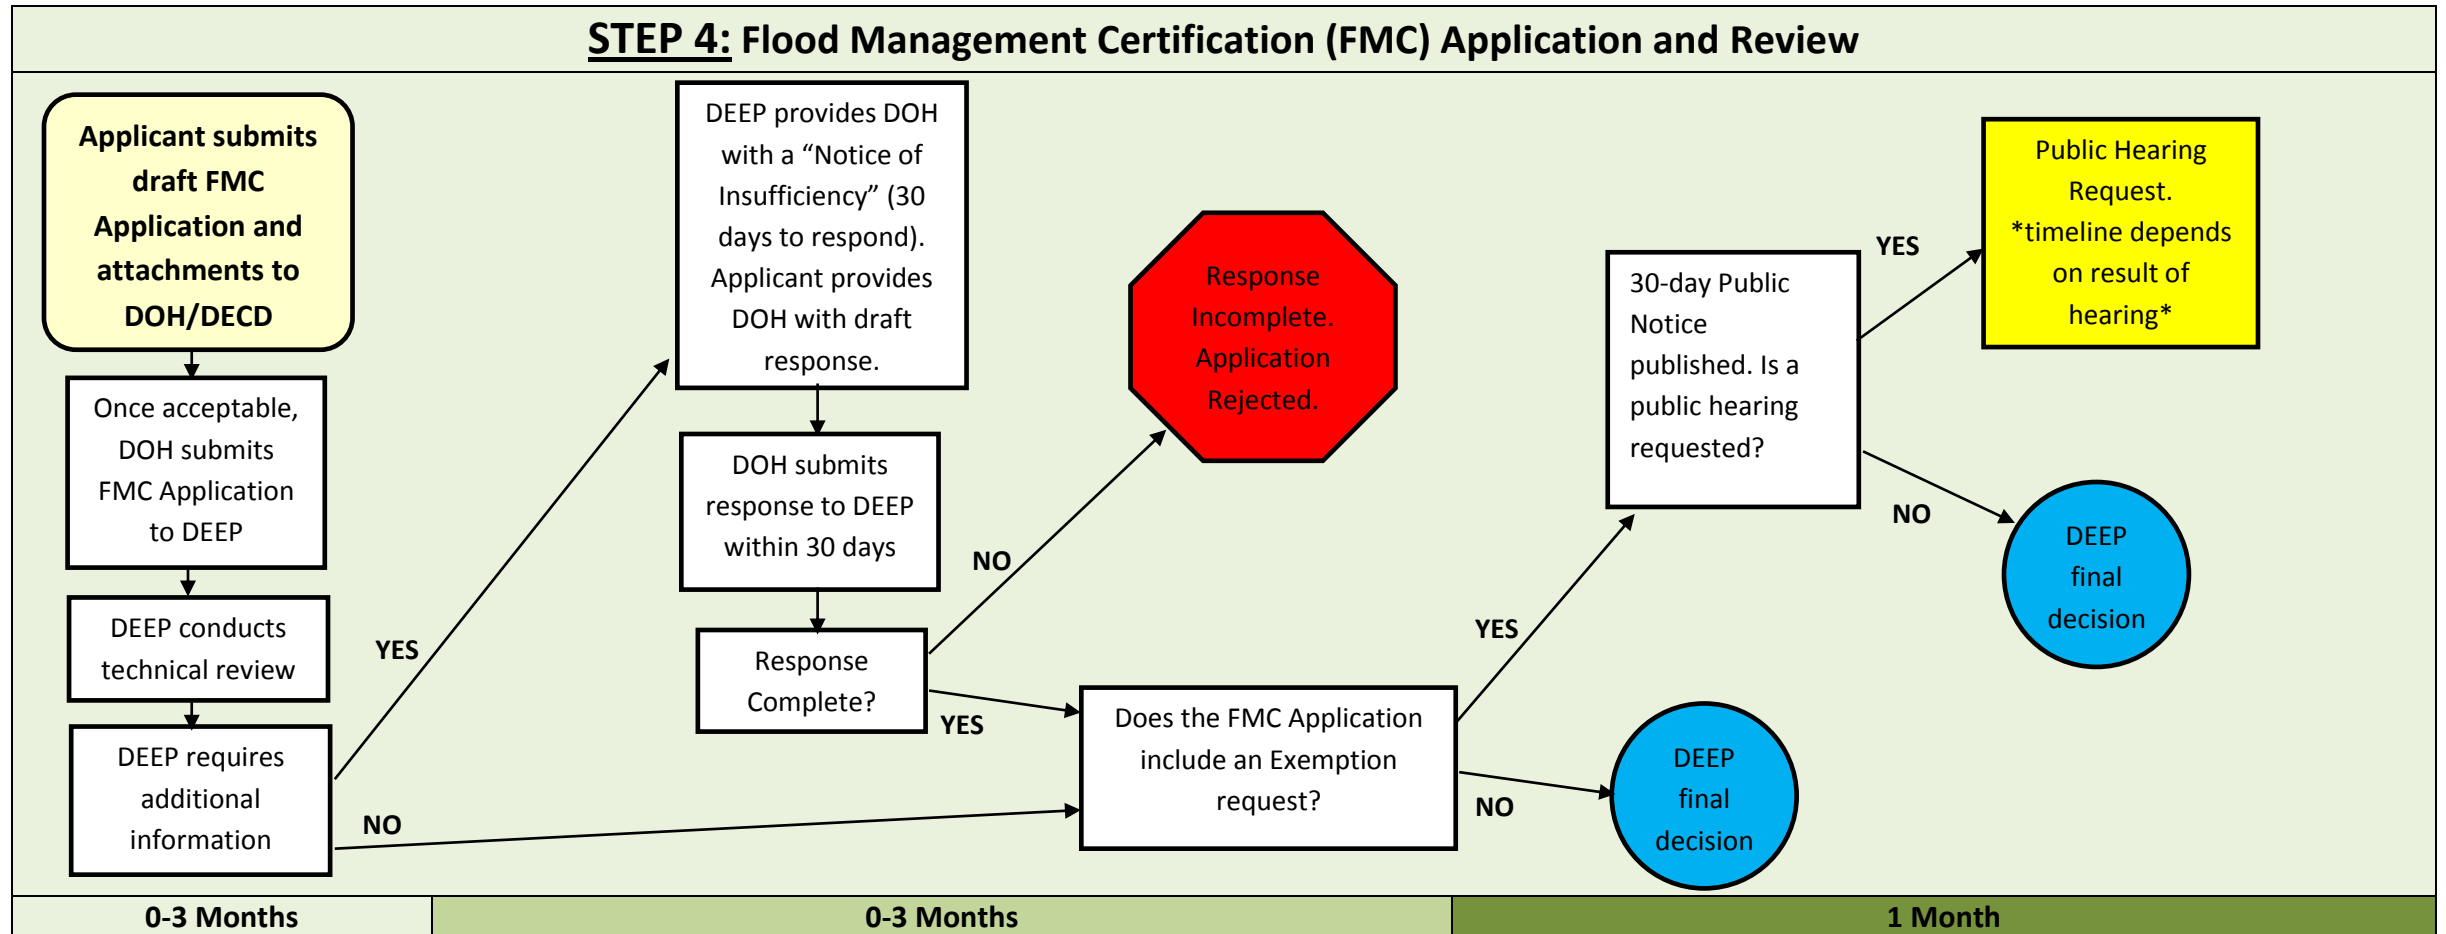 STEP 4: Flood Management Certification (FMC) Application and Review
Applicant submits
draft FMC
Application and
attachments to
DOH/DECD
Once acceptable,
DOH submits
FMC Application
to DEEP
DEEP conducts
technical review
DEEP requires
additional
information
YES
NO
DEEP provides DOH
with a “Notice of
Insufficiency” (30
days to respond).
Applicant provides
DOH with draft
response.
DOH submits
response to DEEP
within 30 days
Response
Complete?
NO
YES
Response
Incomplete.
Application
Rejected.
Does the FMC Application
include an Exemption
request?
YES
NO
DEEP
final
decision
30-day Public
Notice
published. Is a
public hearing
requested?
YES
NO
Public Hearing
Request.
*timeline depends
on result of
hearing*
DEEP
final
decision
0-3 Months
0-3 Months
1 Month